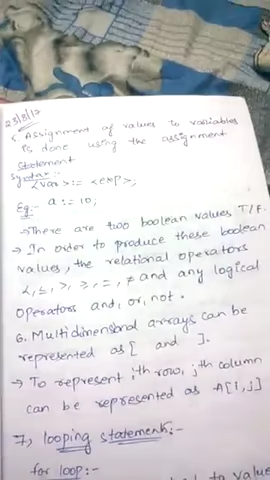 23/8/17
5. Assignment of values to variables
is done using the assignment
statement
Syntax:-
<var> := <exp>;
Eg:- a := 10;
→ There are two boolean values T/F.
→ In order to produce these boolean
values, the relational operators
<, ≤, >, ≥, =, ≠ and any logical
operators and, or, not.
6. Multidimensional arrays can be
represented as [ and ].
→ To represent ith row, jth column
can be represented as A[i,j]
7, looping statements:-
for loop:-
to value